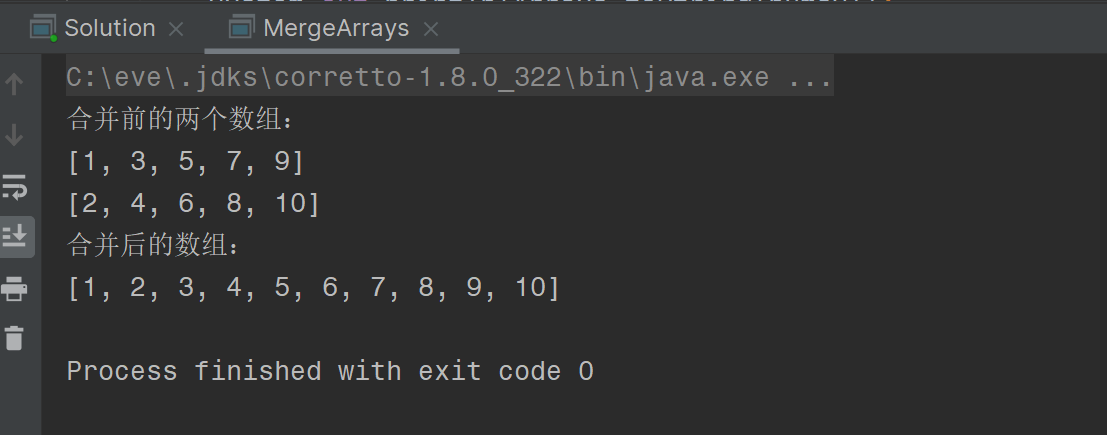 Solution
MergeArrays
C:\eve\.jdks\corretto-1.8.0_322\bin\java.exe ...
合并前的两个数组：
[1, 3, 5, 7, 9]
[2, 4, 6, 8, 10]
合并后的数组：
[1, 2, 3, 4, 5, 6, 7, 8, 9, 10]
Process finished with exit code 0